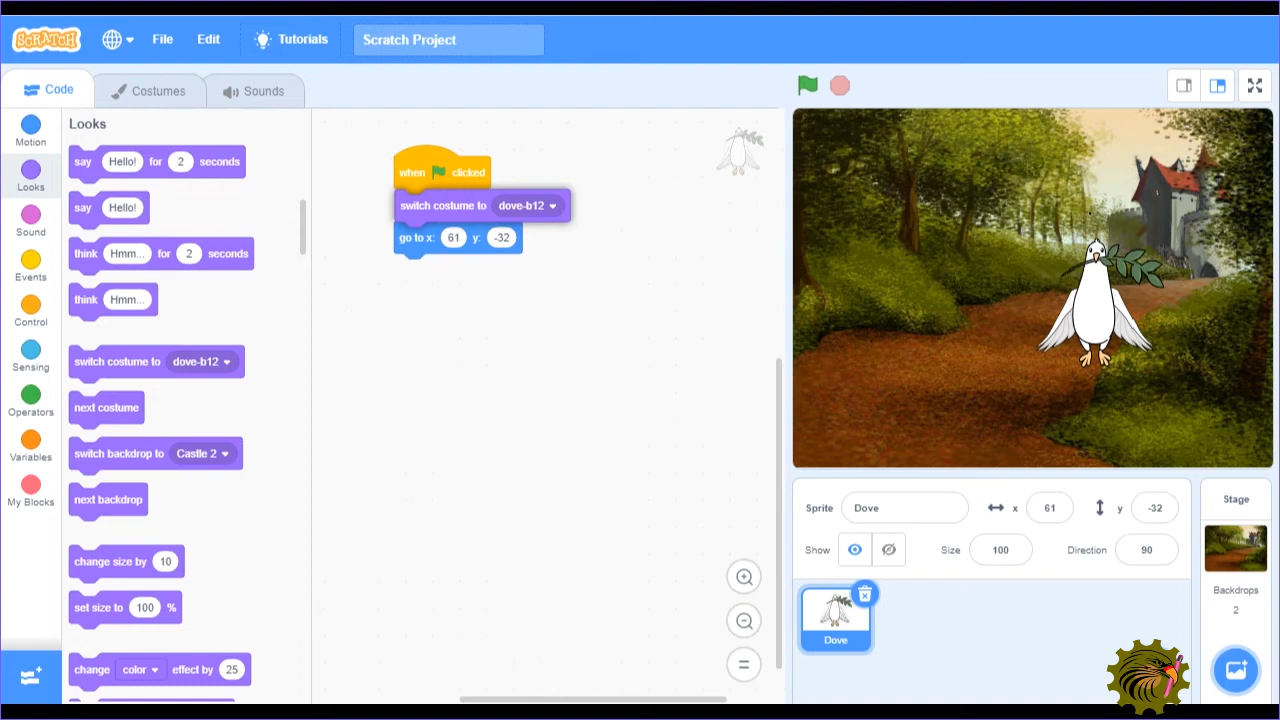 SCRATCH File Edit Tutorials Scratch Project
Code Costumes Sounds
Motion
Looks
Sound
Events
Control
Sensing
Operators
Variables
My Blocks
Looks
say Hello! for 2 seconds
say Hello!
think Hmm... for 2 seconds
think Hmm...
switch costume to dove-b12
next costume
switch backdrop to Castle 2
next backdrop
change size by 10
set size to 100 %
change color effect by 25
when clicked
switch costume to dove-b12
go to x: 61 y: -32
Sprite Dove x 61 y -32
Show Size 100 Direction 90
Dove
Stage
Backdrops
2